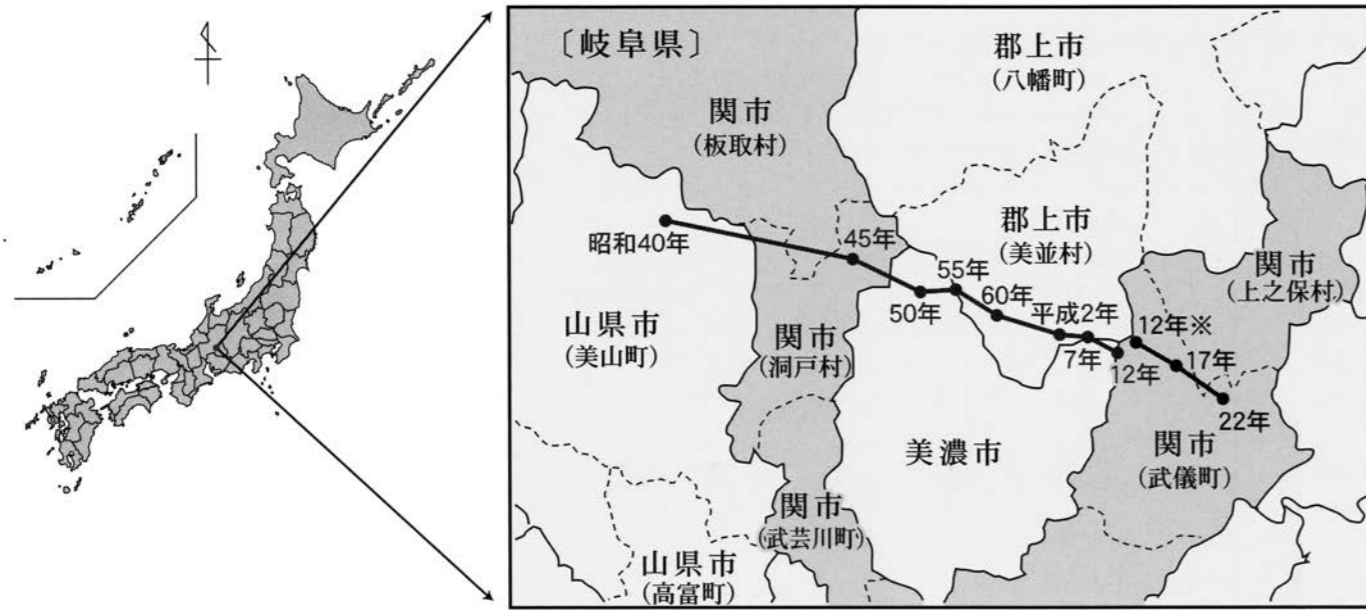 〔岐阜県〕
郡上市
(八幡町)
関市
(板取村)
昭和40年
45年
郡上市
(美並村)
関市
(上之保村)
55年
50年
60年
平成2年
7年
12年
12年※
17年
22年
山県市
(美山町)
関市
(洞戸村)
美濃市
関市
(武儀町)
関市
(武芸川町)
山県市
(高富町)